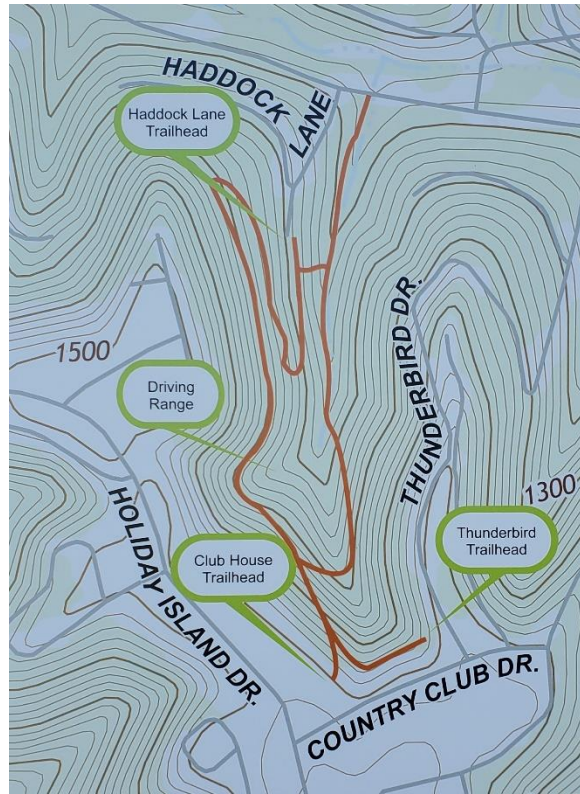 HADDOCK
LANE
Haddock Lane
Trailhead
THUNDERBIRD DR.
1500
Driving
Range
HOLIDAY ISLAND DR.
1300
Thunderbird
Trailhead
Club House
Trailhead
COUNTRY CLUB DR.